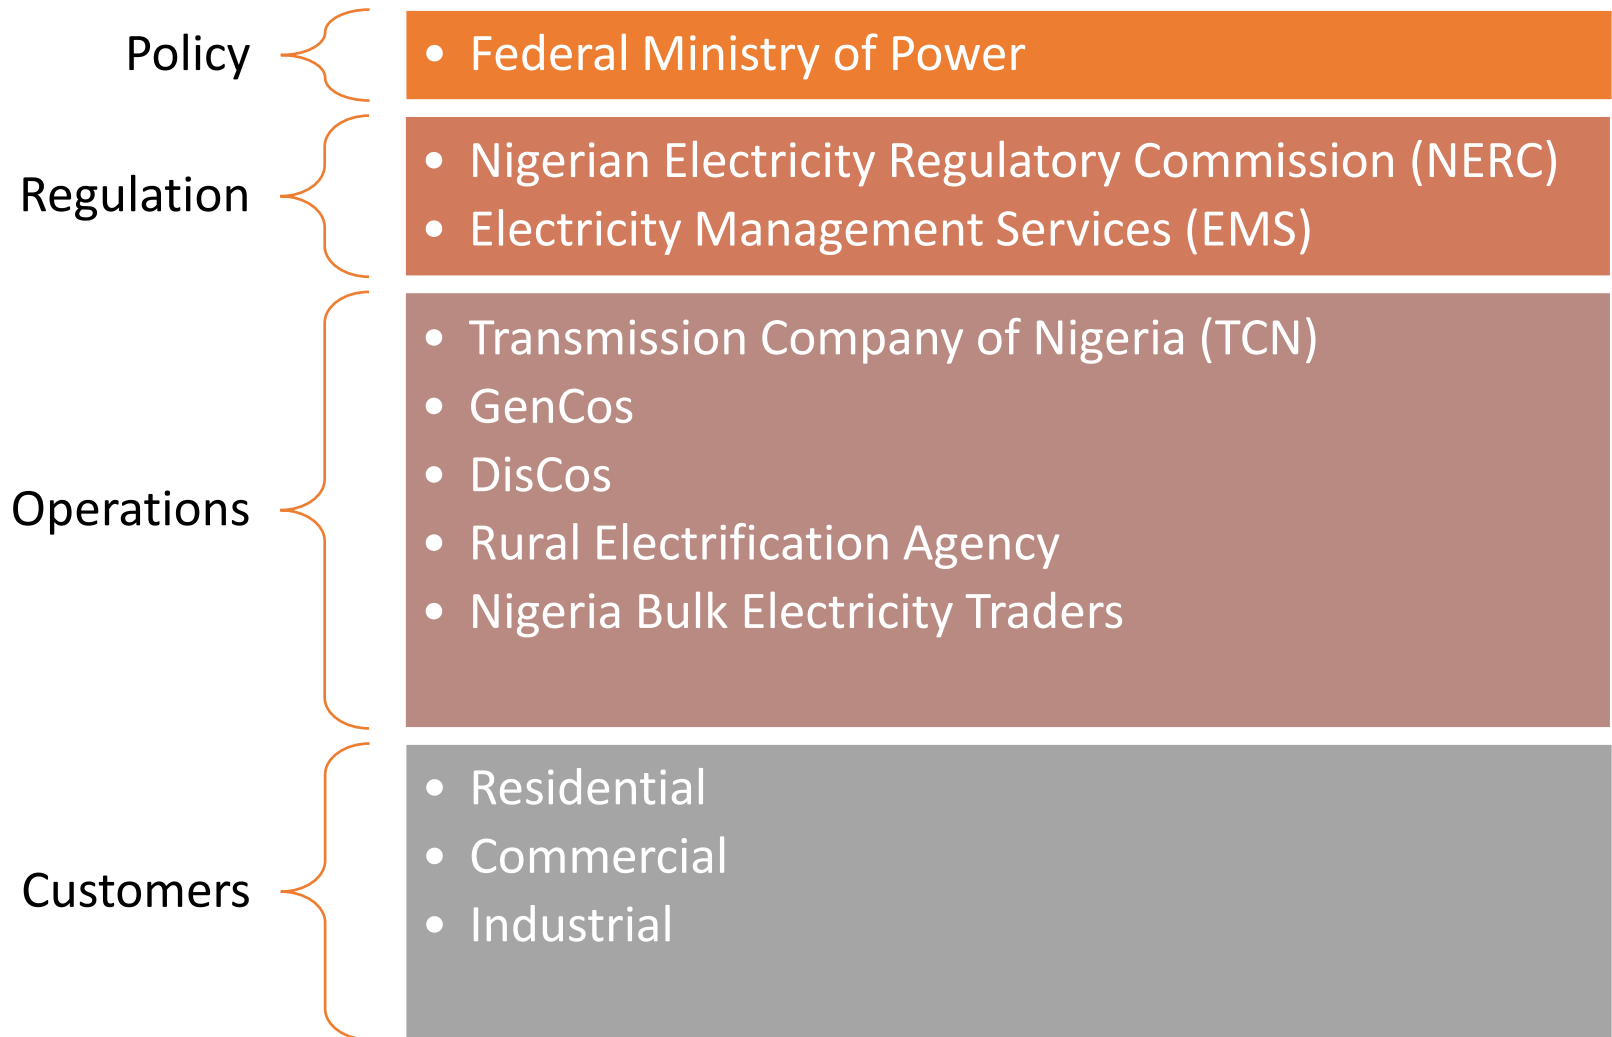 Policy
• Federal Ministry of Power
Regulation
• Nigerian Electricity Regulatory Commission (NERC)
• Electricity Management Services (EMS)
Operations
• Transmission Company of Nigeria (TCN)
• GenCos
• DisCos
• Rural Electrification Agency
• Nigeria Bulk Electricity Traders
Customers
• Residential
• Commercial
• Industrial